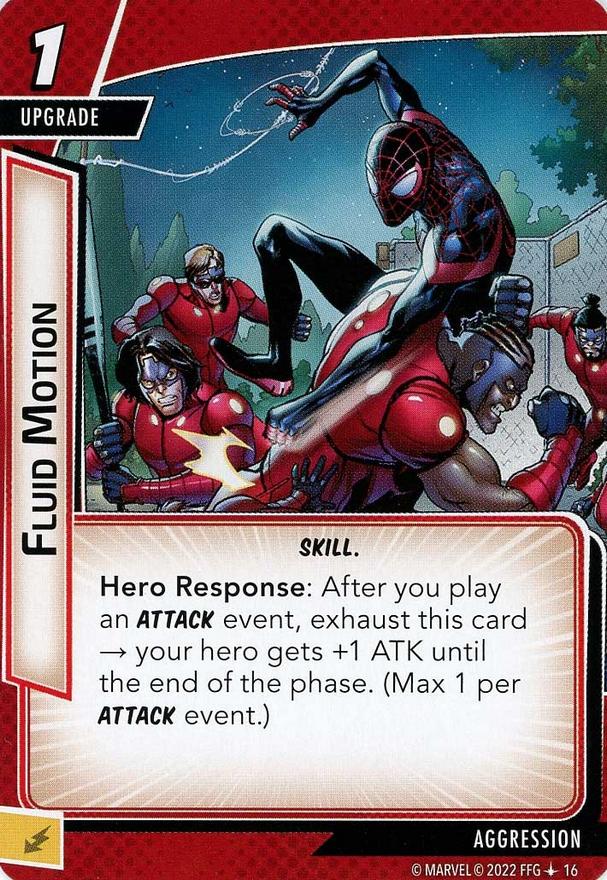 1
UPGRADE
FLUID MOTION
SKILL.
Hero Response: After you play
an ATTACK event, exhaust this card
→ your hero gets +1 ATK until
the end of the phase. (Max 1 per
ATTACK event.)
AGGRESSION
© MARVEL © 2022 FFG 16